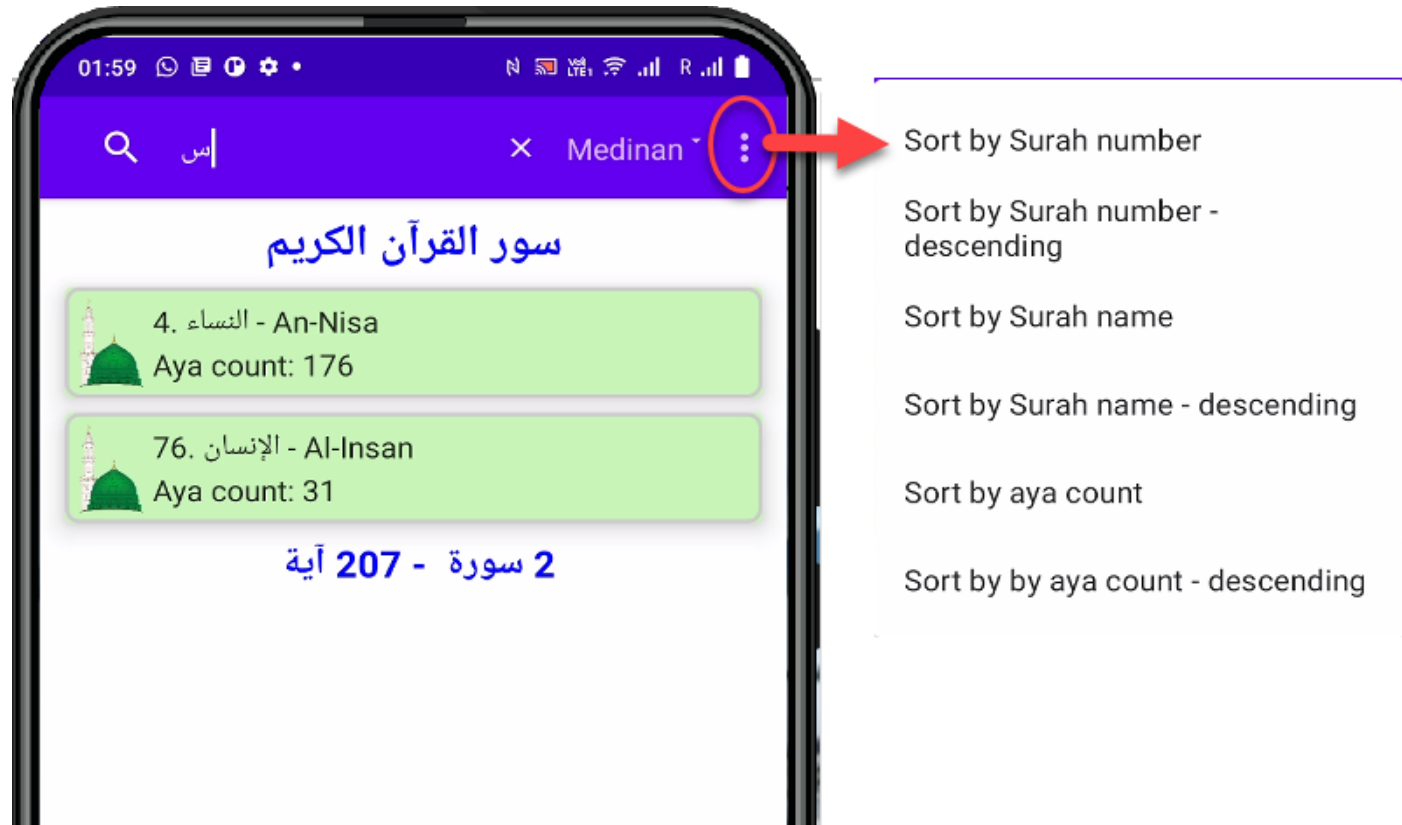 01:59
VoD LTE1 R
س
× Medinan
سور القرآن الكريم
4. النساء - An-Nisa
Aya count: 176
76. الإنسان - Al-Insan
Aya count: 31
2 سورة - 207 آية
Sort by Surah number
Sort by Surah number -
descending
Sort by Surah name
Sort by Surah name - descending
Sort by aya count
Sort by by aya count - descending